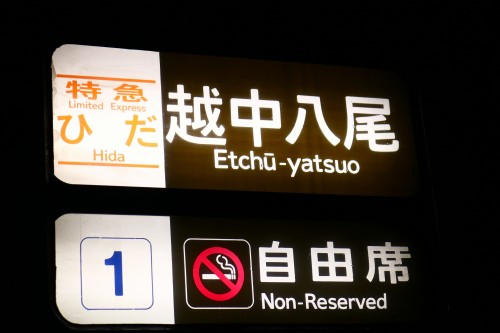 特急
Limited Express
ひだ
Hida
越中八尾
Etchū-yatsuo
1
自由席
Non-Reserved